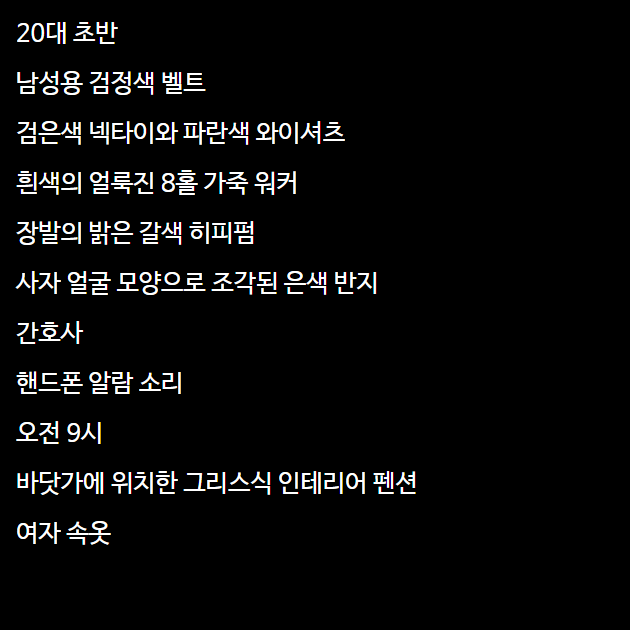 20대 초반
남성용 검정색 벨트
검은색 넥타이와 파란색 와이셔츠
흰색의 얼룩진 8홀 가죽 워커
장발의 밝은 갈색 히피펌
사자 얼굴 모양으로 조각된 은색 반지
간호사
핸드폰 알람 소리
오전 9시
바닷가에 위치한 그리스식 인테리어 펜션
여자 속옷